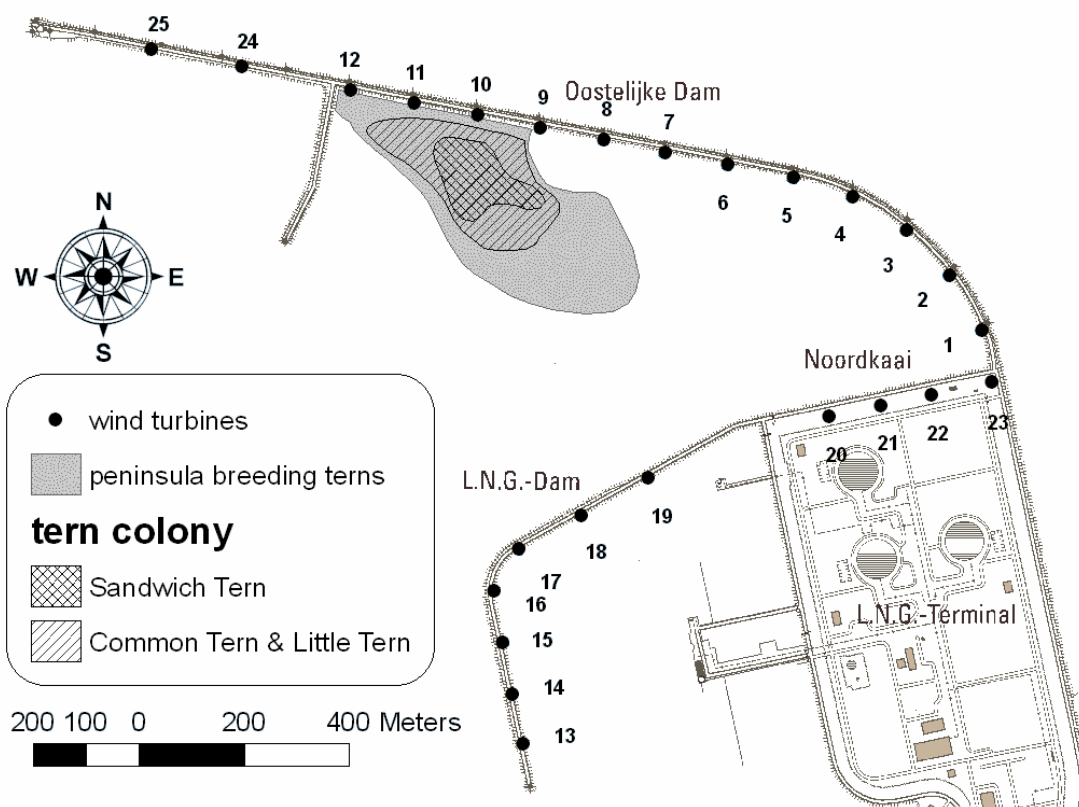 25
24
12
11
10
9
Oostelijke Dam
8
7
6
5
4
3
2
1
N
W
E
S
Noordkaai
23
22
21
20
wind turbines
peninsula breeding terns
tern colony
Sandwich Tern
Common Tern & Little Tern
L.N.G.-Dam
19
18
17
16
15
14
13
L.N.G.-Terminal
200 100 0 200 400 Meters